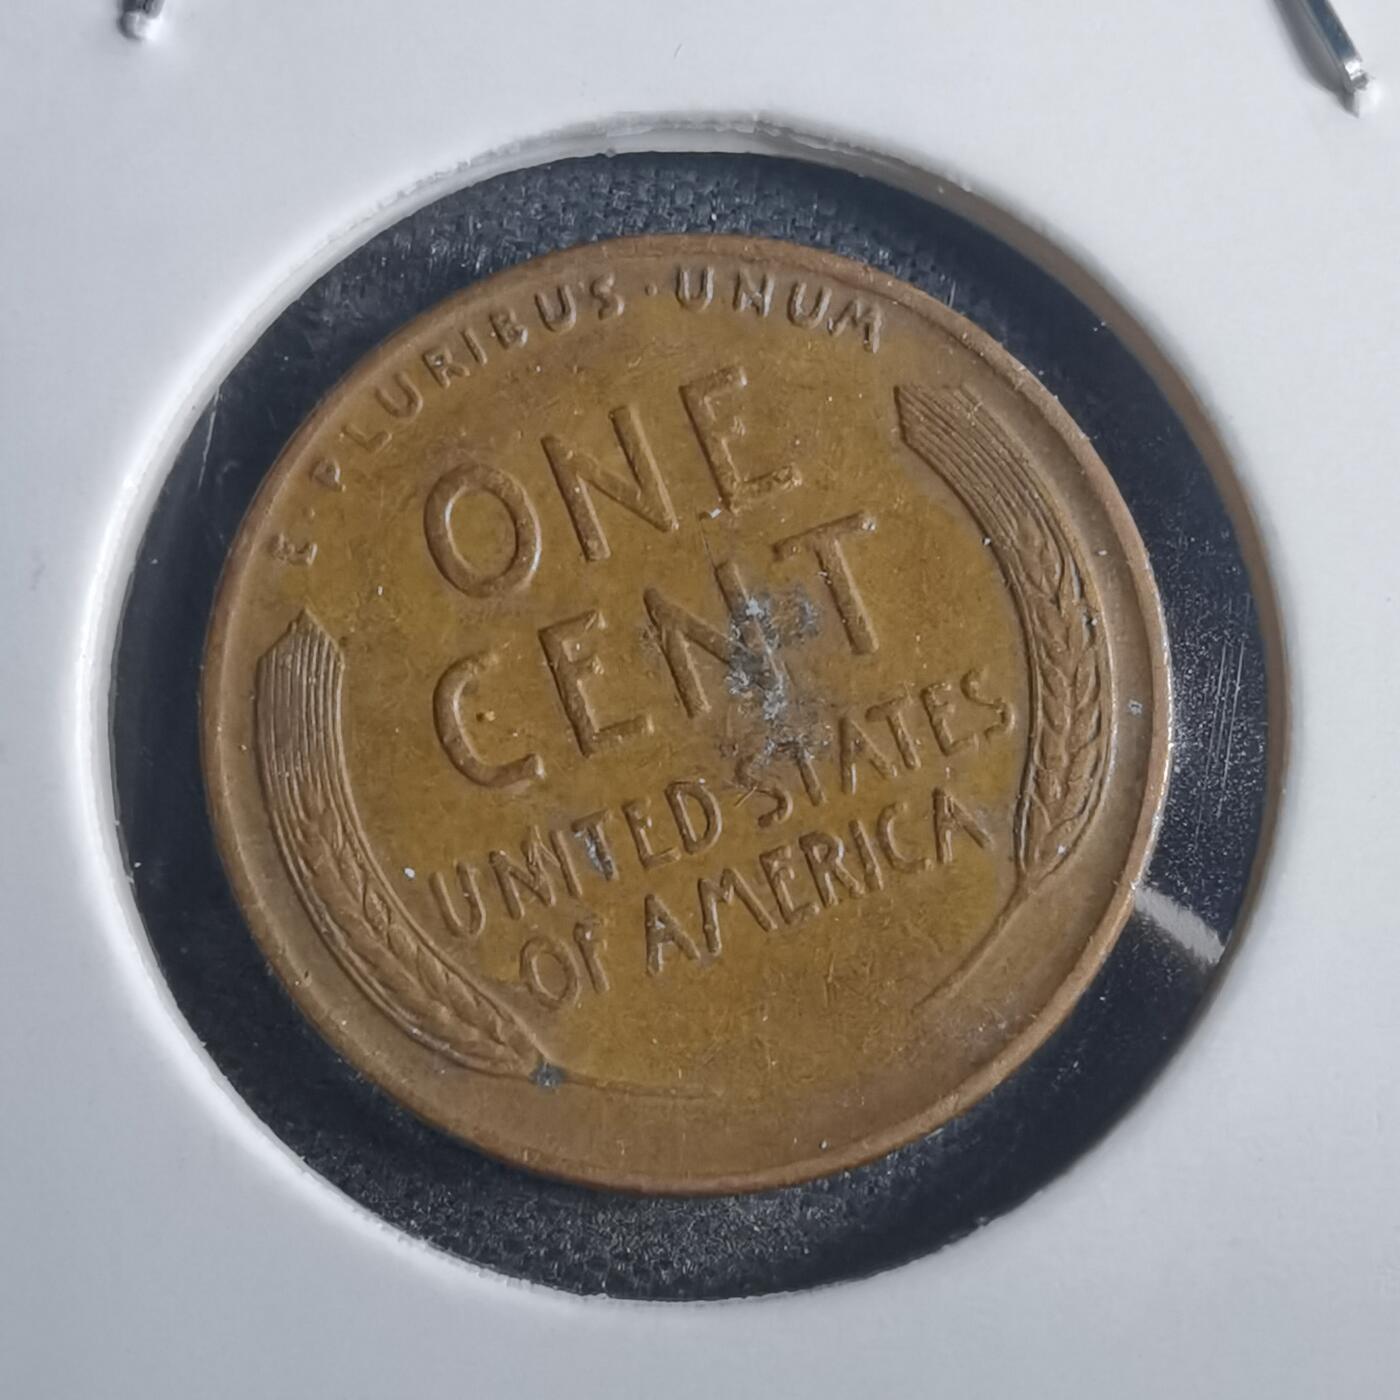 E·PLURIBUS·UNUM
ONE
CENT
UNITED STATES
OF AMERICA